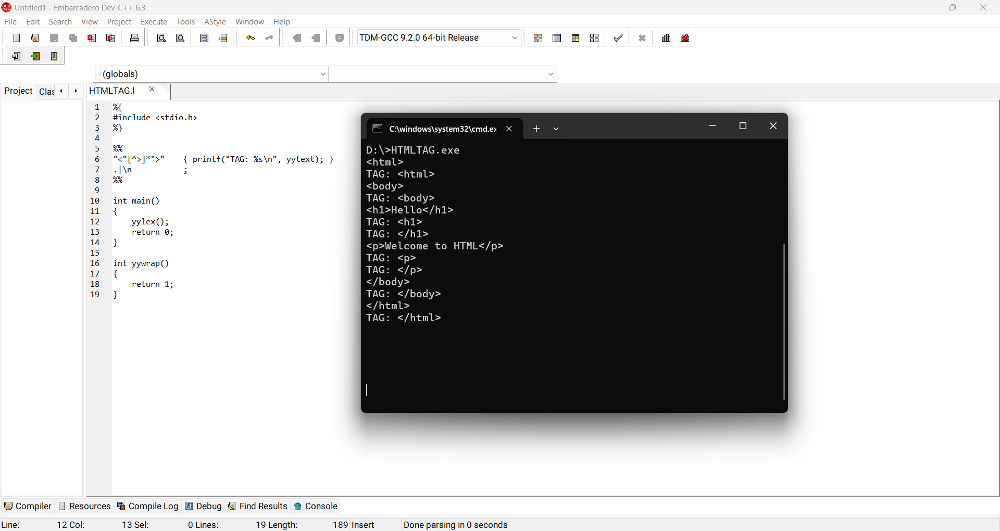 Untitled1 - Embarcadero Dev-C++ 6.3
File Edit Search View Project Execute Tools AStyle Window Help
TDM-GCC 9.2.0 64-bit Release
(globals)
Project Clas HTMLTAG.l
1 %{
2 #include <stdio.h>
3 %}
4
5 %%
6 "<"[^>]*">" { printf("TAG: %s\n", yytext); }
7 .|\n ;
8 %%
9
10 int main()
11 {
12 yylex();
13 return 0;
14 }
15
16 int yywrap()
17 {
18 return 1;
19 }
C:\windows\system32\cmd.ex
D:\>HTMLTAG.exe
<html>
TAG: <html>
<body>
TAG: <body>
<h1>Hello</h1>
TAG: <h1>
TAG: </h1>
<p>Welcome to HTML</p>
TAG: <p>
TAG: </p>
</body>
TAG: </body>
</html>
TAG: </html>
Compiler Resources Compile Log Debug Find Results Console
Line: 12 Col: 13 Sel: 0 Lines: 19 Length: 189 Insert Done parsing in 0 seconds